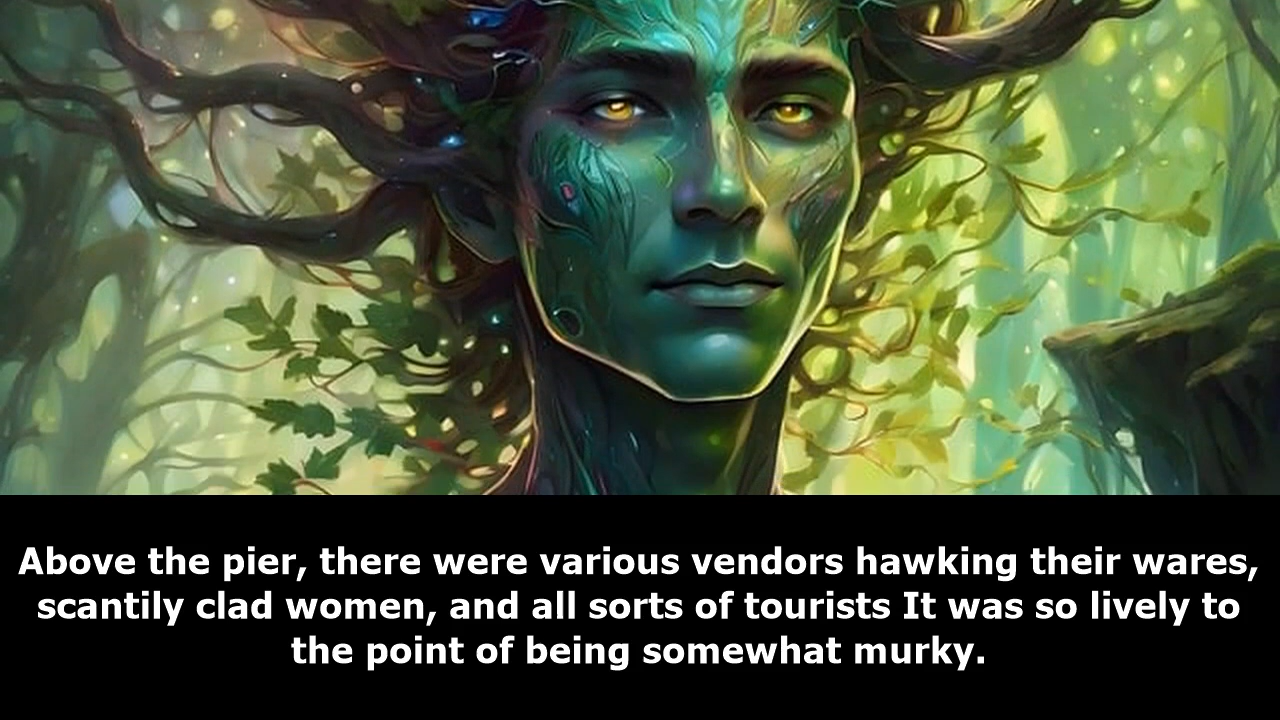 Above the pier, there were various vendors hawking their wares,
scantily clad women, and all sorts of tourists It was so lively to
the point of being somewhat murky.